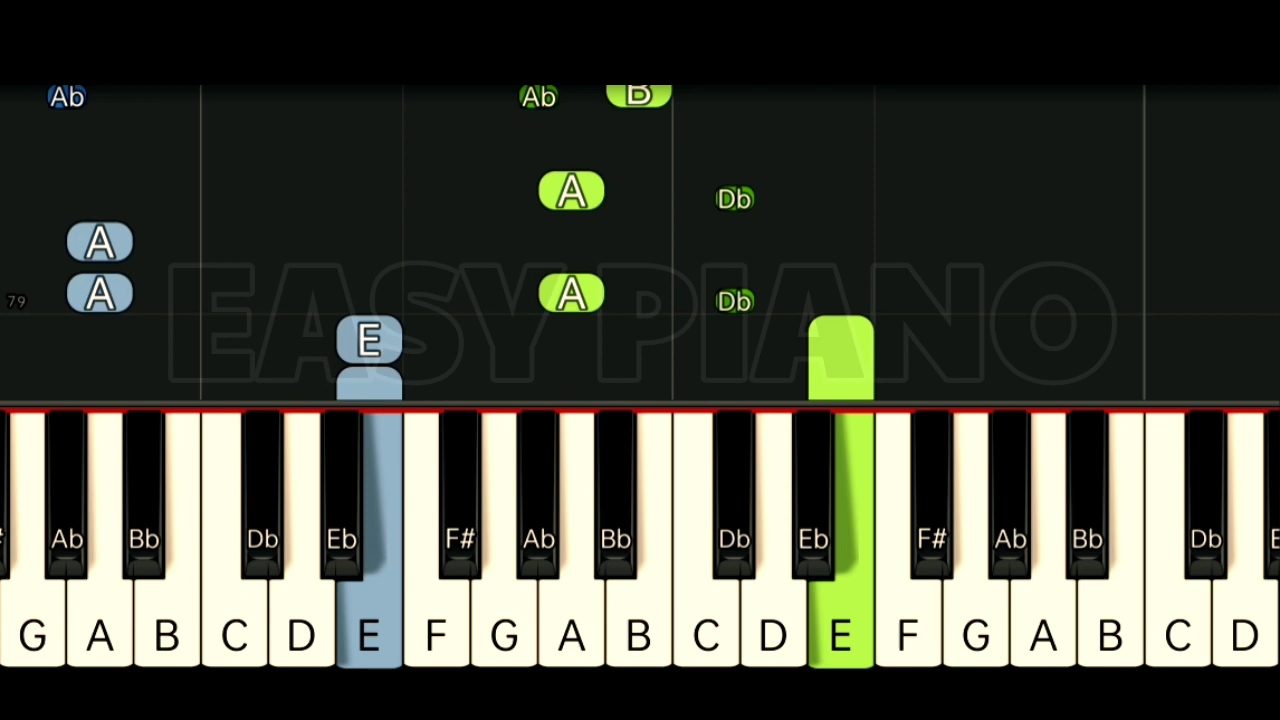 Ab Ab B
A Db
A
A A Db
79
E
EASY PIANO
Ab Bb Db Eb F# Ab Bb Db Eb F# Ab Bb Db
G A B C D E F G A B C D E F G A B C D